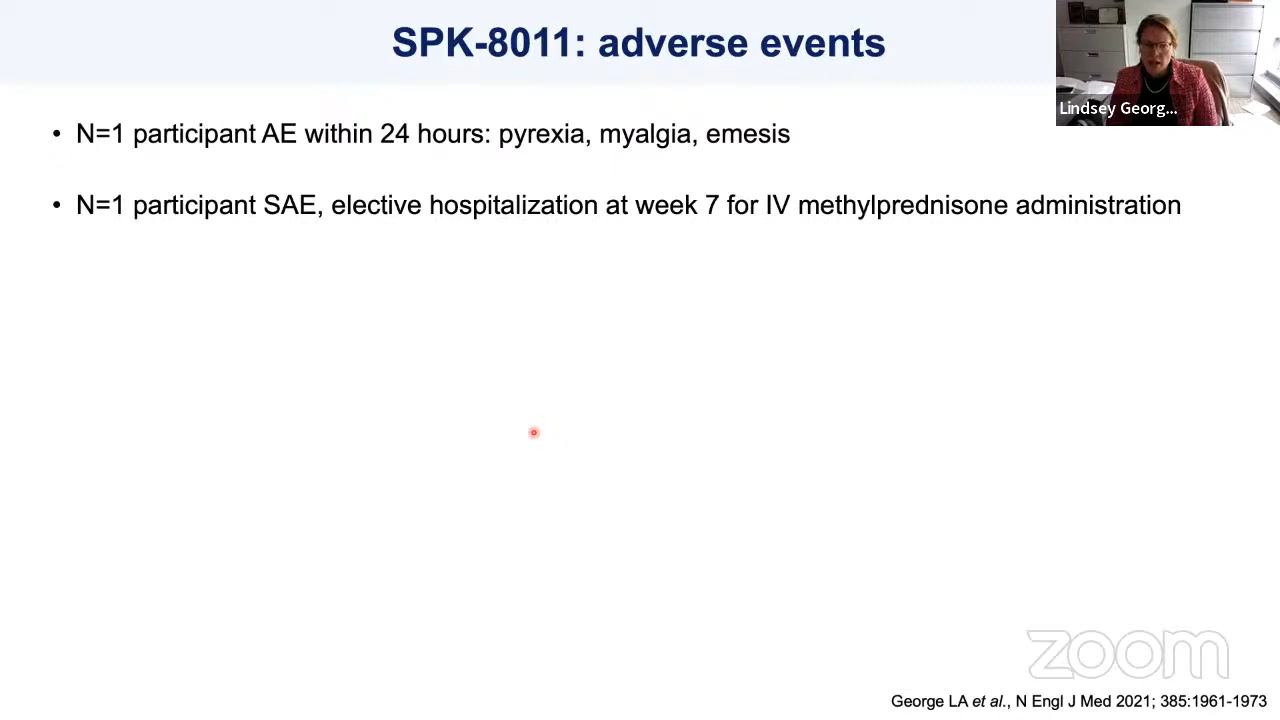 SPK-8011: adverse events
Lindsey Georg...
• N=1 participant AE within 24 hours: pyrexia, myalgia, emesis
• N=1 participant SAE, elective hospitalization at week 7 for IV methylprednisone administration
zoom
George LA et al., N Engl J Med 2021; 385:1961-1973